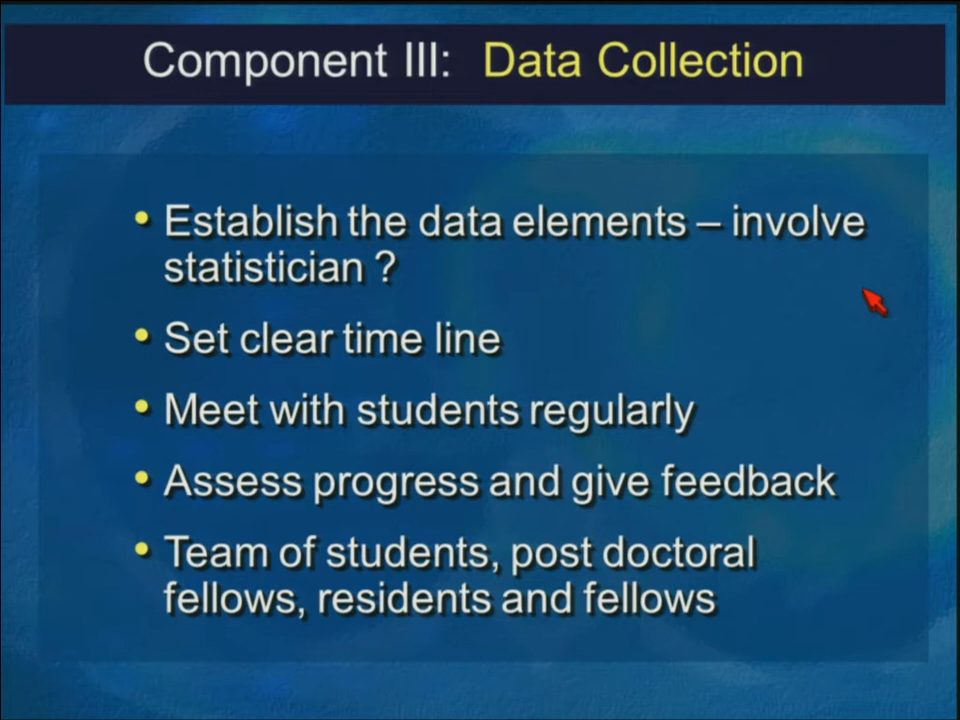 Component III: Data Collection
• Establish the data elements – involve
statistician ?
• Set clear time line
• Meet with students regularly
• Assess progress and give feedback
• Team of students, post doctoral
fellows, residents and fellows